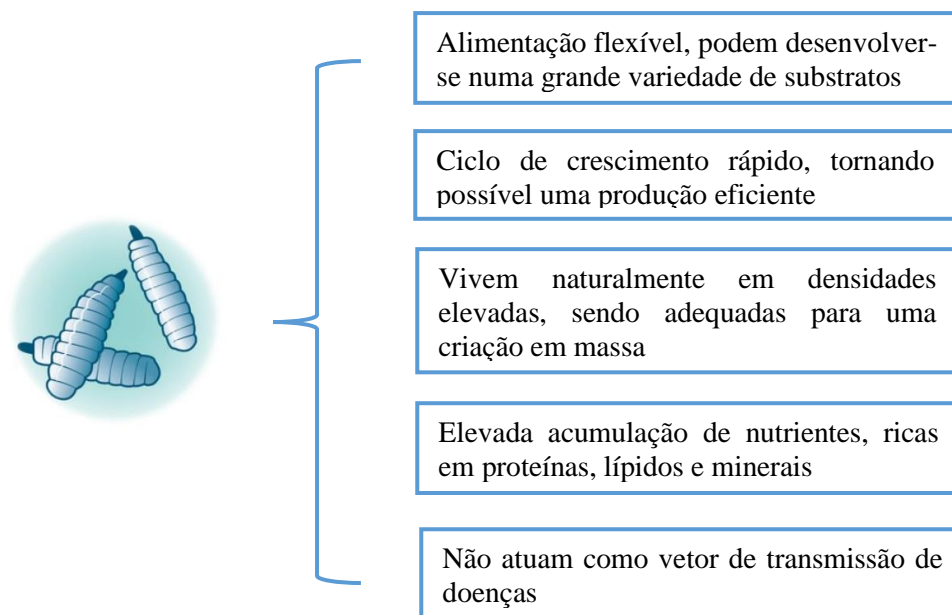 Alimentação flexível, podem desenvolver-
se numa grande variedade de substratos
Ciclo de crescimento rápido, tornando
possível uma produção eficiente
Vivem naturalmente em densidades
elevadas, sendo adequadas para uma
criação em massa
Elevada acumulação de nutrientes, ricas
em proteínas, lípidos e minerais
Não atuam como vetor de transmissão de
doenças